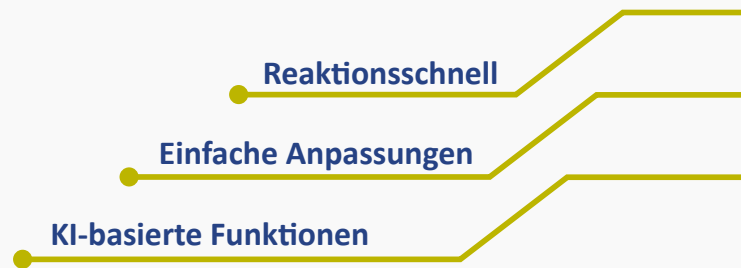 Reaktionsschnell
Einfache Anpassungen
KI-basierte Funktionen